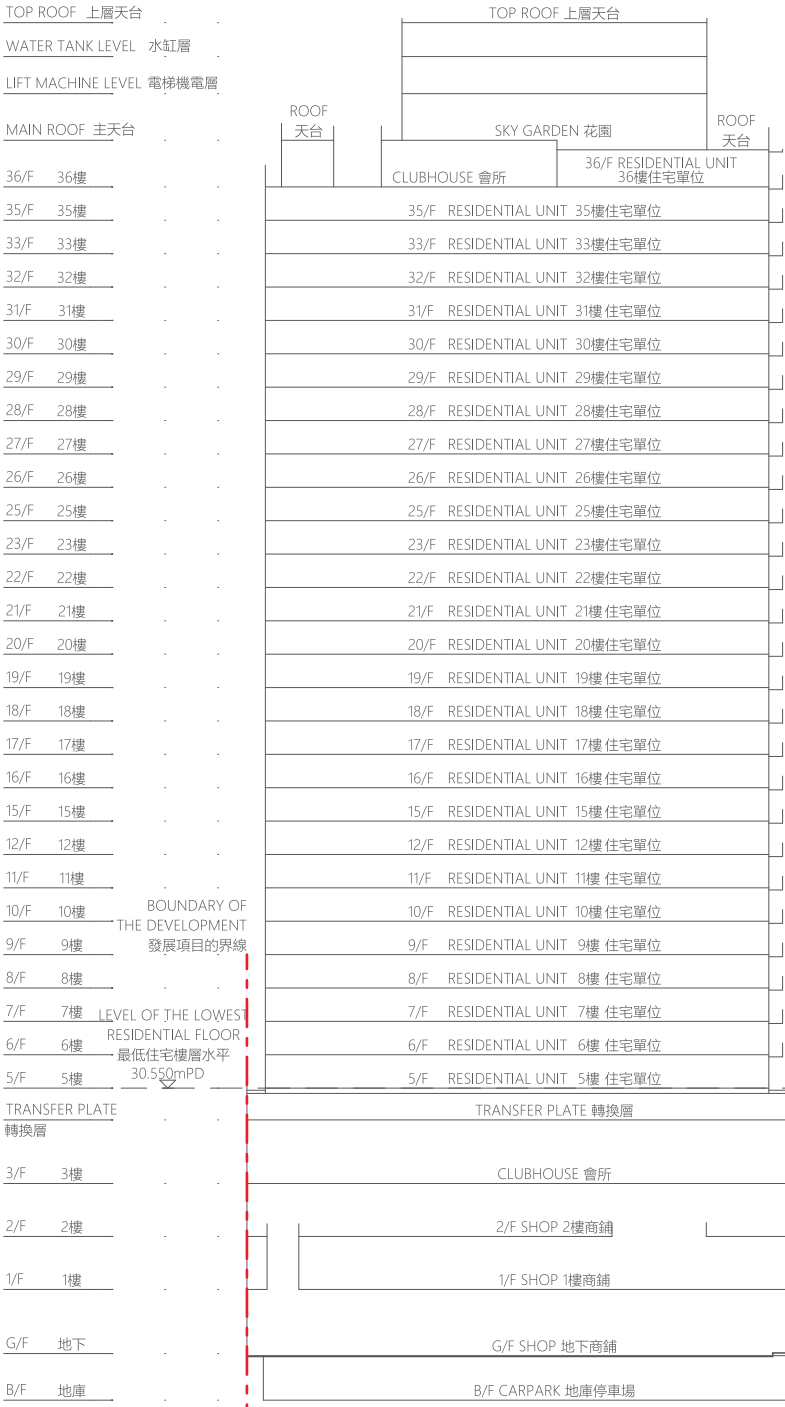 TOP ROOF 上層天台 TOP ROOF 上層天台
WATER TANK LEVEL 水缸層
LIFT MACHINE LEVEL 電梯機電層
ROOF
天台
ROOF
天台
MAIN ROOF 主天台 SKY GARDEN 花園
36/F RESIDENTIAL UNIT
36樓住宅單位
36/F 36樓 CLUBHOUSE 會所
35/F 35樓 35/F RESIDENTIAL UNIT 35樓住宅單位
33/F 33樓 33/F RESIDENTIAL UNIT 33樓住宅單位
32/F 32樓 32/F RESIDENTIAL UNIT 32樓住宅單位
31/F 31樓 31/F RESIDENTIAL UNIT 31樓住宅單位
30/F 30樓 30/F RESIDENTIAL UNIT 30樓住宅單位
29/F 29樓 29/F RESIDENTIAL UNIT 29樓住宅單位
28/F 28樓 28/F RESIDENTIAL UNIT 28樓住宅單位
27/F 27樓 27/F RESIDENTIAL UNIT 27樓住宅單位
26/F 26樓 26/F RESIDENTIAL UNIT 26樓住宅單位
25/F 25樓 25/F RESIDENTIAL UNIT 25樓住宅單位
23/F 23樓 23/F RESIDENTIAL UNIT 23樓住宅單位
22/F 22樓 22/F RESIDENTIAL UNIT 22樓住宅單位
21/F 21樓 21/F RESIDENTIAL UNIT 21樓住宅單位
20/F 20樓 20/F RESIDENTIAL UNIT 20樓住宅單位
19/F 19樓 19/F RESIDENTIAL UNIT 19樓住宅單位
18/F 18樓 18/F RESIDENTIAL UNIT 18樓住宅單位
17/F 17樓 17/F RESIDENTIAL UNIT 17樓住宅單位
16/F 16樓 16/F RESIDENTIAL UNIT 16樓住宅單位
15/F 15樓 15/F RESIDENTIAL UNIT 15樓住宅單位
12/F 12樓 12/F RESIDENTIAL UNIT 12樓住宅單位
11/F 11樓 11/F RESIDENTIAL UNIT 11樓 住宅單位
10/F 10樓 10/F RESIDENTIAL UNIT 10樓住宅單位
BOUNDARY OF
THE DEVELOPMENT
發展項目的界線
9/F 9樓 9/F RESIDENTIAL UNIT 9樓 住宅單位
8/F 8樓 8/F RESIDENTIAL UNIT 8樓 住宅單位
7/F 7樓 7/F RESIDENTIAL UNIT 7樓 住宅單位
LEVEL OF THE LOWEST
RESIDENTIAL FLOOR
最低住宅樓層水平
30.550mPD
6/F 6樓 6/F RESIDENTIAL UNIT 6樓 住宅單位
5/F 5樓 5/F RESIDENTIAL UNIT 5樓 住宅單位
TRANSFER PLATE
轉換層
TRANSFER PLATE 轉換層
3/F 3樓 CLUBHOUSE 會所
2/F 2樓 2/F SHOP 2樓商鋪
1/F 1樓 1/F SHOP 1樓商鋪
G/F 地下 G/F SHOP 地下商鋪
B/F 地庫 B/F CARPARK 地庫停車場